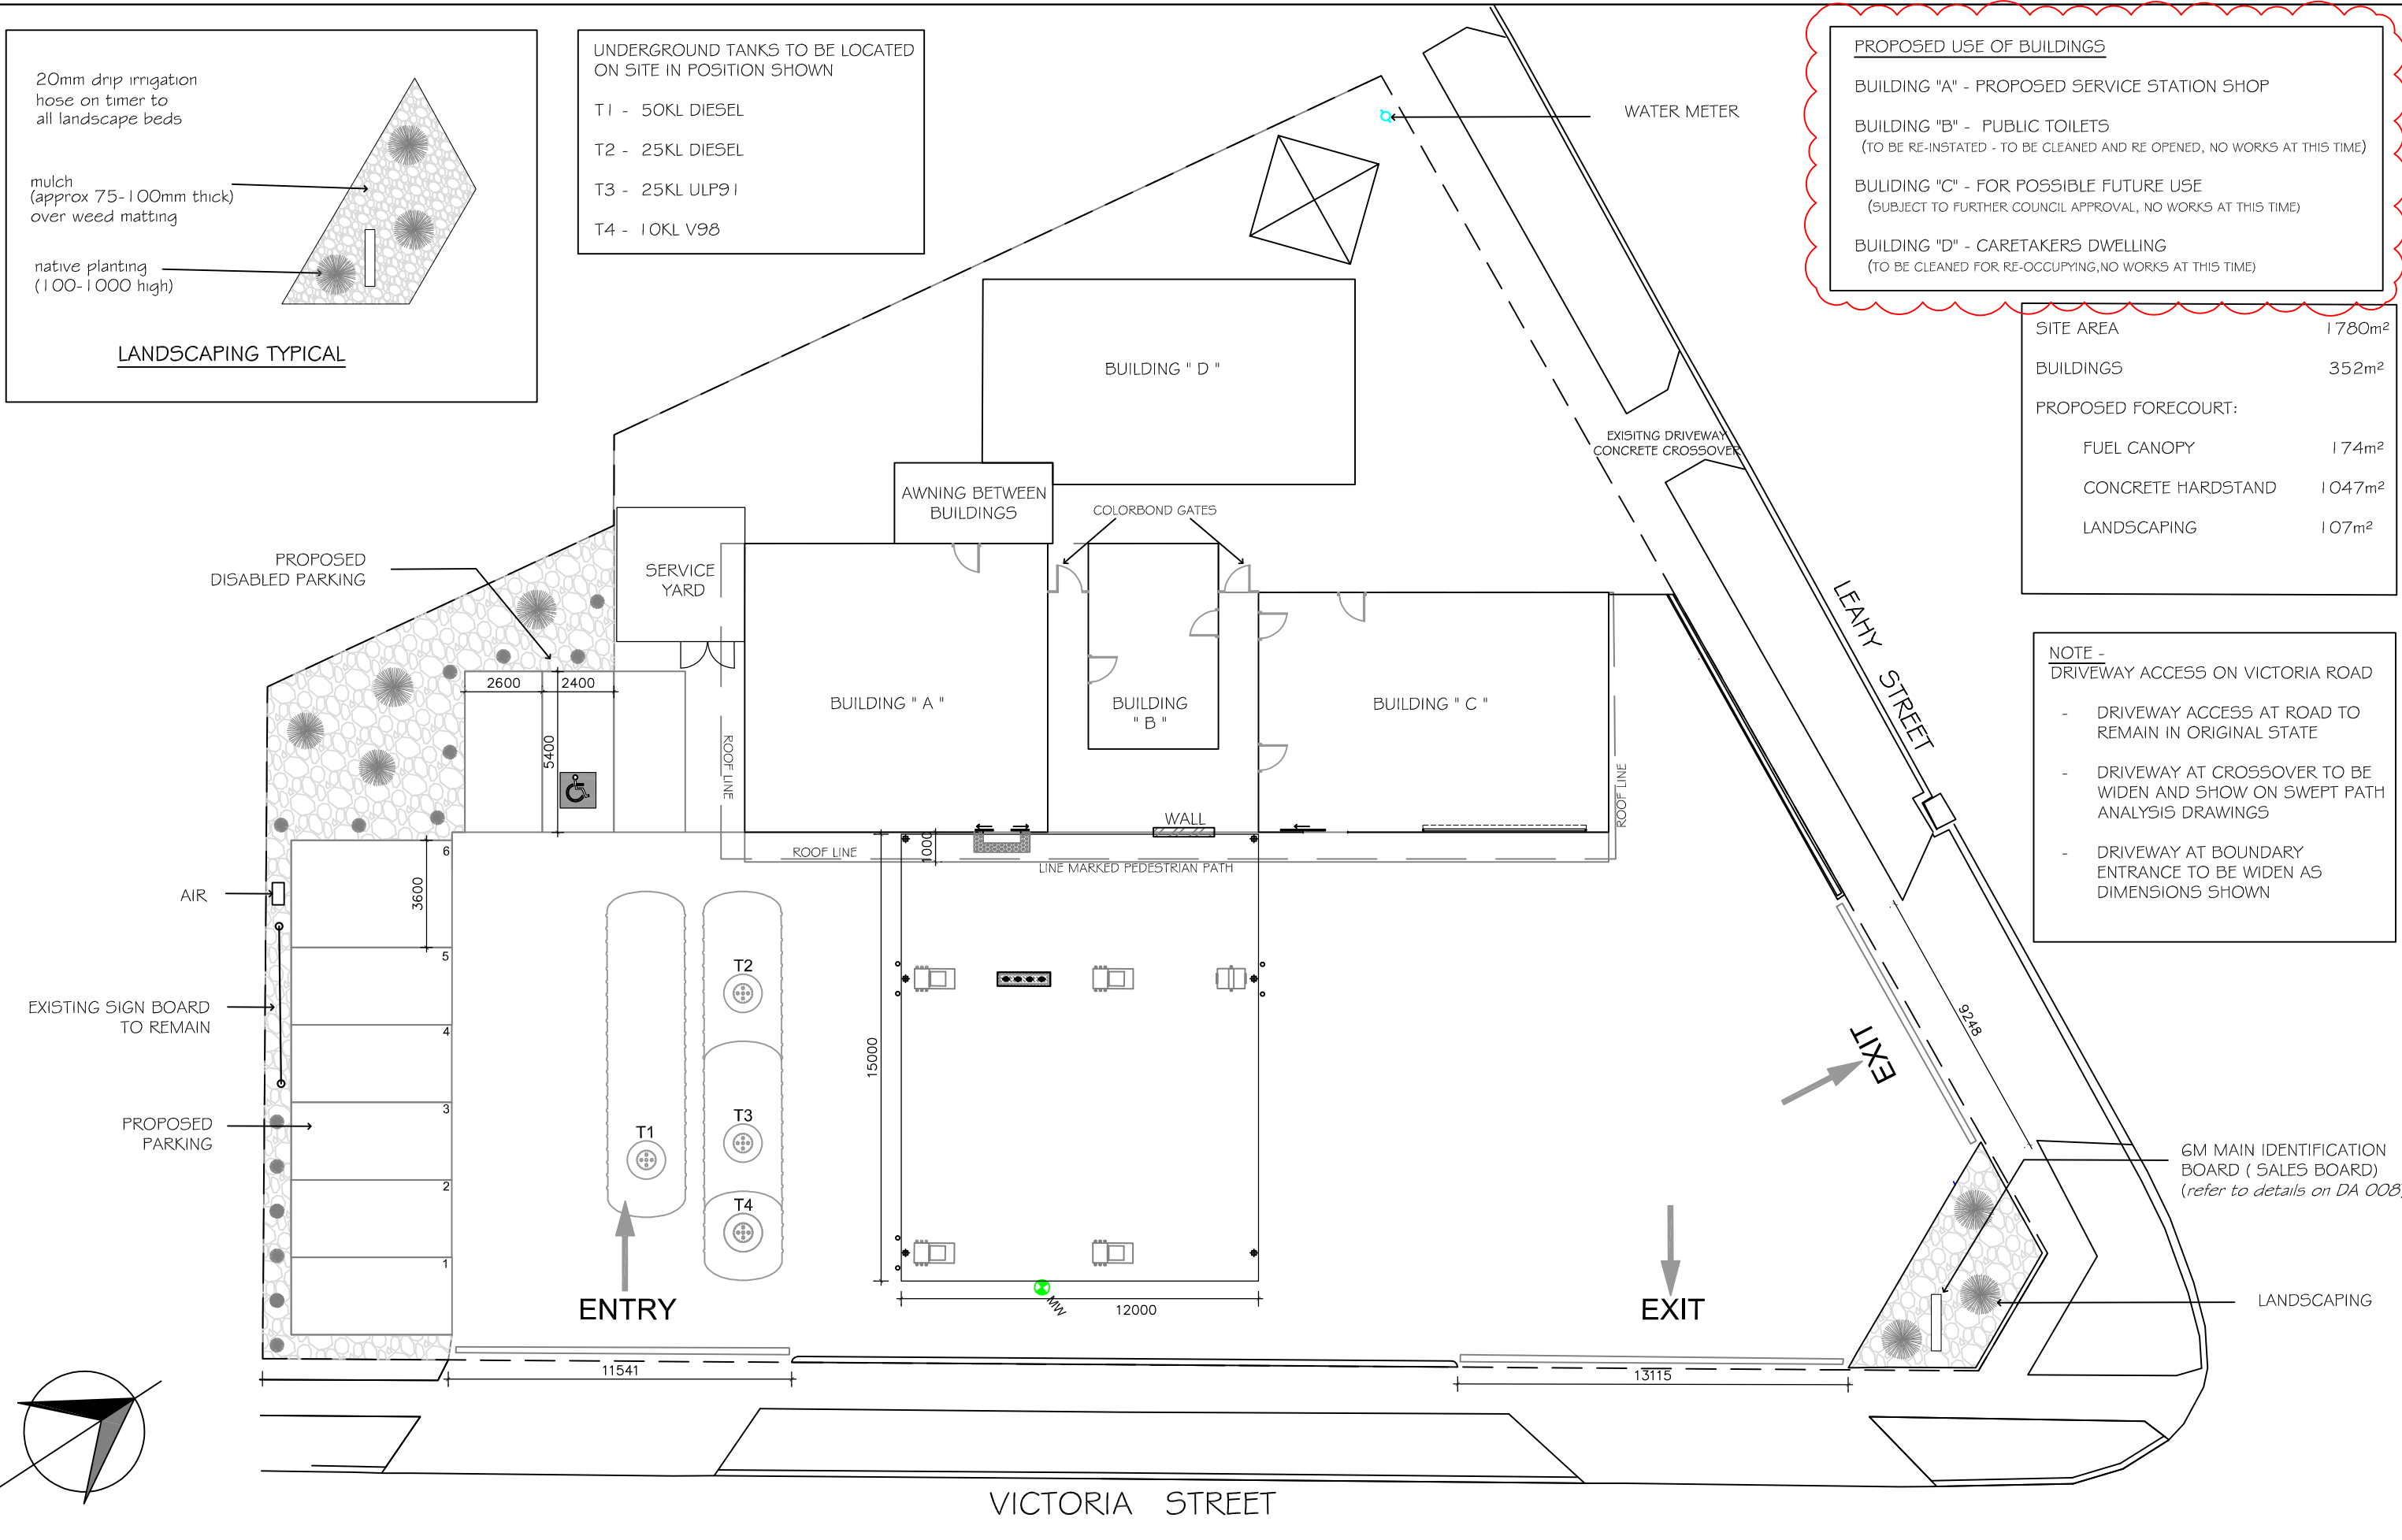 20mm drip irrigation
hose on timer to
all landscape beds
mulch
(approx 75-100mm thick)
over weed matting
native planting
(100-1000 high)
LANDSCAPING TYPICAL
UNDERGROUND TANKS TO BE LOCATED
ON SITE IN POSITION SHOWN
T1 - 50KL DIESEL
T2 - 25KL DIESEL
T3 - 25KL ULP91
T4 - 10KL V98
WATER METER
PROPOSED USE OF BUILDINGS
BUILDING "A" - PROPOSED SERVICE STATION SHOP
BUILDING "B" - PUBLIC TOILETS
(TO BE RE-INSTATED - TO BE CLEANED AND RE OPENED, NO WORKS AT THIS TIME)
BULIDING "C" - FOR POSSIBLE FUTURE USE
(SUBJECT TO FURTHER COUNCIL APPROVAL, NO WORKS AT THIS TIME)
BUILDING "D" - CARETAKERS DWELLING
(TO BE CLEANED FOR RE-OCCUPYING,NO WORKS AT THIS TIME)
SITE AREA 1780m²
BUILDINGS 352m²
PROPOSED FORECOURT:
FUEL CANOPY 174m²
CONCRETE HARDSTAND 1047m²
LANDSCAPING 107m²
NOTE -
DRIVEWAY ACCESS ON VICTORIA ROAD
- DRIVEWAY ACCESS AT ROAD TO
REMAIN IN ORIGINAL STATE
- DRIVEWAY AT CROSSOVER TO BE
WIDEN AND SHOW ON SWEPT PATH
ANALYSIS DRAWINGS
- DRIVEWAY AT BOUNDARY
ENTRANCE TO BE WIDEN AS
DIMENSIONS SHOWN
BUILDING " D "
EXISITNG DRIVEWAY
CONCRETE CROSSOVER
AWNING BETWEEN
BUILDINGS
COLORBOND GATES
PROPOSED
DISABLED PARKING
SERVICE
YARD
LEAHY STREET
2600
2400
5400
BUILDING " A "
BUILDING
" B "
BUILDING " C "
ROOF LINE
ROOF LINE
WALL
ROOF LINE
1000
LINE MARKED PEDESTRIAN PATH
6
AIR
3600
5
T2
EXISTING SIGN BOARD
TO REMAIN
4
15000
9248
EXIT
3
PROPOSED
PARKING
T3
T1
2
T4
1
6M MAIN IDENTIFICATION
BOARD ( SALES BOARD)
(refer to details on DA 008)
ENTRY
MW
12000
EXIT
LANDSCAPING
11541
13115
VICTORIA STREET